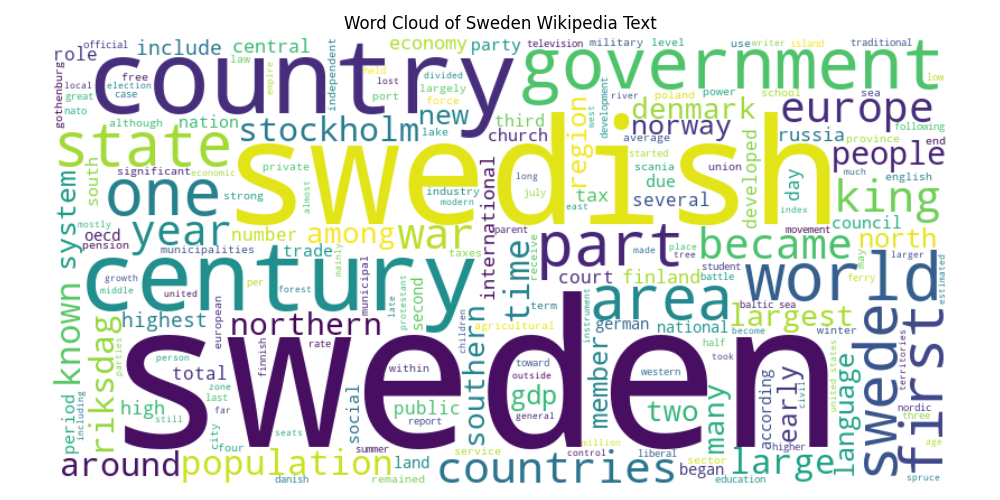 Word Cloud of Sweden Wikipedia Text
role
official
include
central
economy
party
television
military
level
use
writer
island
traditional
law
country
government
local
free
election
case
empire
independent
held
lost
divided
largely
port
force
power
school
sea
low
gothenburg
great
nato
although
nation
stockholm
new
lake
third
church
west
river
development
poland
denmark
norway
average
europe
russia
province
following
end
state
significant
economic
private
swedish
region
started
scania
union
developed
people
much
english
south
one
strong
almost
industry
modern
long
july
international
east
due
tax
several
day
index
king
council
system
mostly
oecd
pension
year
number
among
war
taxes
parent
part
made
place
tree
movement
became
north
larger
may
municipalities
trade
mainly
receive
time
court
finland
student
battle
world
ferry
estimated
known
growth
middle
century
per
united
forest
municipal
late
protestant
second
term
area
baltic sea
highest
european
northern
agricultural
instrument
german
national
become
largest
half
winter
riksdag
parties
finnish
rate
children
southern
member
took
sweden
first
territories
period
including
person
total
zone
last
far
within
toward
outside
western
united states
civil
according
early
language
swedes
nordic
high
still
city
four
seats
social
public
report
gdp
general
two
many
higher
three
age
around
population
danish
summer
land
remained
service
countries
million
control
liberal
began
sector
education
large
spruce